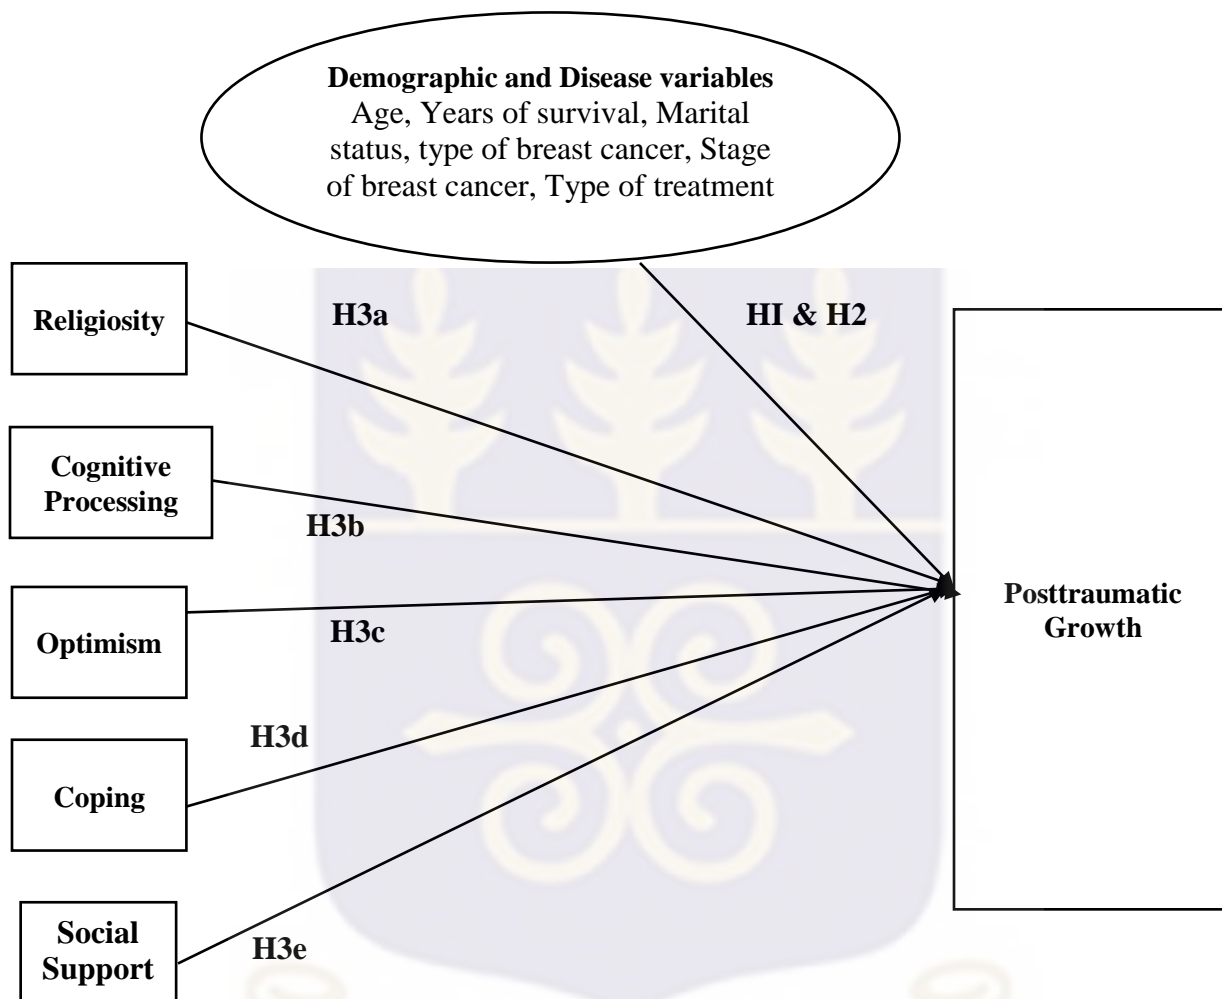 Demographic and Disease variables
Age, Years of survival, Marital
status, type of breast cancer, Stage
of breast cancer, Type of treatment
Religiosity
H3a
HI & H2
Cognitive
Processing
H3b
Optimism
H3c
Posttraumatic
Growth
Coping
H3d
Social
Support
H3e